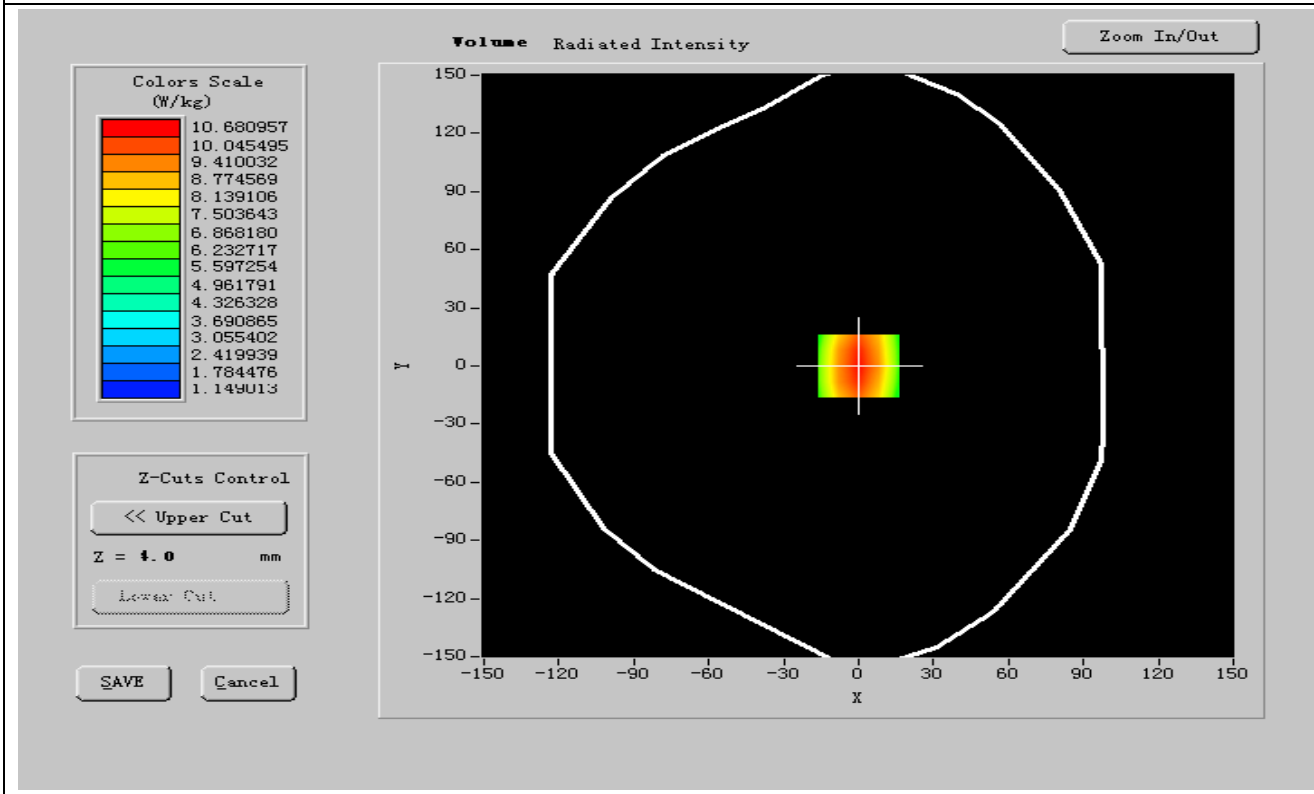 Volume Radiated Intensity
Zoom In/Out
Colors Scale
(W/kg)
10.680957
10.045495
9.410032
8.774569
8.139106
7.503643
6.868180
6.232717
5.597254
4.961791
4.326328
3.690865
3.055402
2.419939
1.784476
1.149013
Z-Cuts Control
<< Upper Cut
Z = 4.0 mm
Lower Cut
SAVE
Cancel
150
120
90
60
30
0
-30
-60
-90
-120
-150
Y
-150 -120 -90 -60 -30 0 30 60 90 120 150
X